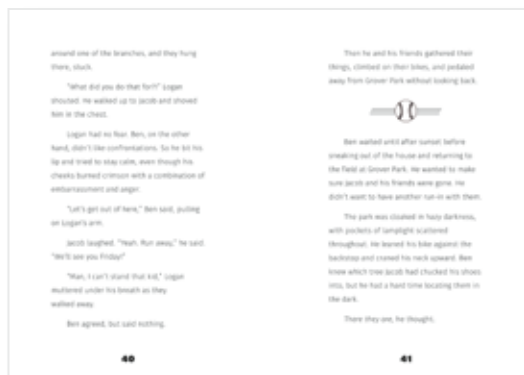 around one of the branches, and they hung
there, stuck.
"What did you do that for?" Logan
shouted. He walked up to Jacob and shoved
him in the chest.
Logan had no fear. Ben, on the other
hand, didn't like confrontations. So he bit his
lip and tried to stay calm, even though his
cheeks burned crimson with a combination of
embarrassment and anger.
"Let's get out of here," Ben said, pulling
on Logan's arm.
Jacob laughed. "Yeah. Run away," he said.
"We'll see you Friday!"
"Man, I can't stand that kid," Logan
muttered under his breath as they
walked away.
Ben agreed, but said nothing.
40
Then he and his friends gathered their
things, climbed on their bikes, and pedaled
away from Grover Park without looking back.
Ben waited until after sunset before
sneaking out of the house and returning to
the field at Grover Park. He wanted to make
sure Jacob and his friends were gone. He
didn't want to have another run-in with them.
The park was cloaked in hazy darkness,
with pockets of lamplight scattered
throughout. He leaned his bike against the
backstop and craned his neck upward. Ben
knew which tree Jacob had chucked his shoes
into, but he had a hard time locating them in
the dark.
There they are, he thought.
41